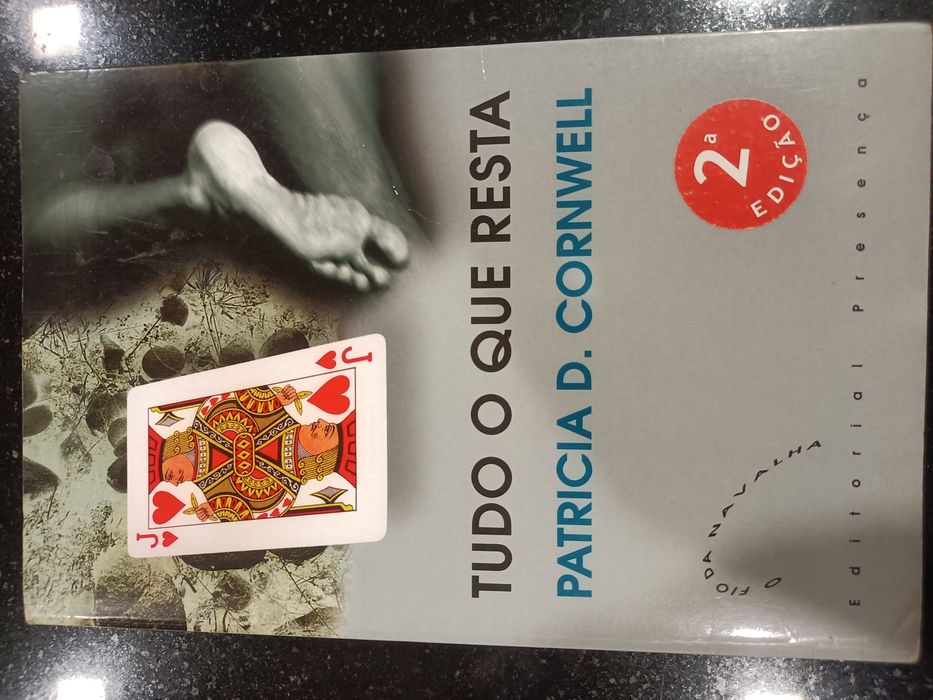 J
J
TUDO O QUE RESTA
PATRICIA D. CORNWELL
2ª
EDIÇÃO
O FIO DA NAVALHA
Editorial Presença